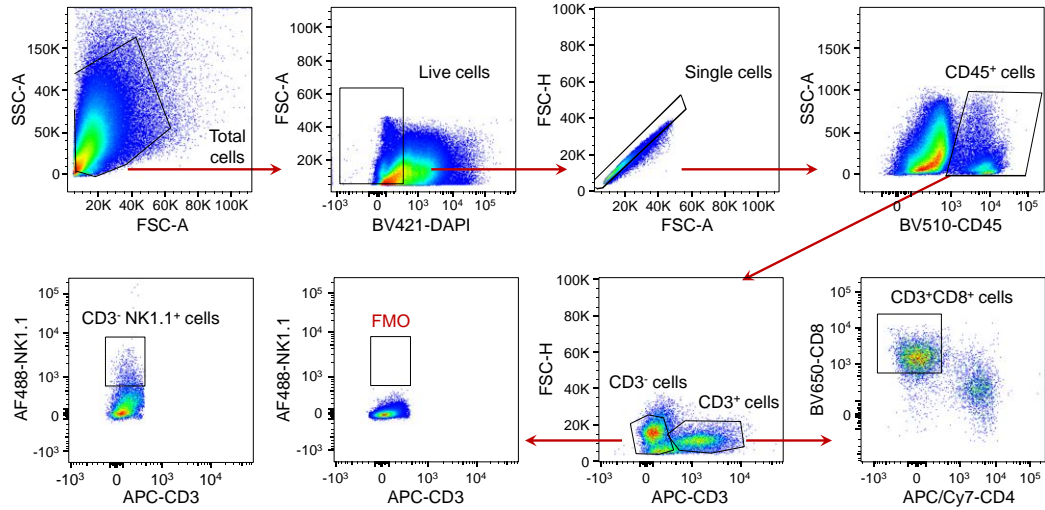 SSC-A
150K
40K
50K
0
20K 40K 60K 80K 100K
FSC-A
Total
cells
FSC-A
100K
80K
60K
40K
20K
-10³ 0 10³ 10⁴ 10⁵
BV421-DAPI
Live cells
FSC-H
100K
80K
60K
40K
20K
0
20K 40K 60K 80K 100K
FSC-A
Single cells
SSC-A
150K
100K
50K
0
0 10³ 10⁴ 10⁵
BV510-CD45
CD45⁺ cells
AF488-NK1.1
10⁵
10⁴
10³
0
-10³
-10³ 0 10³ 10⁴
APC-CD3
CD3⁻ NK1.1⁺ cells
AF488-NK1.1
10⁵
10⁴
10³
0
-10³
-10³ 0 10³ 10⁴
APC-CD3
FMO
FSC-H
100K
80K
60K
40K
20K
0
-10³ 0 10³ 10⁴
APC-CD3
CD3⁻ cells
CD3⁺ cells
BV650-CD8
10⁵
10⁴
10³
0
-10³
-10³ 0 10³ 10⁴
APC/Cy7-CD4
CD3⁺CD8⁺ cells